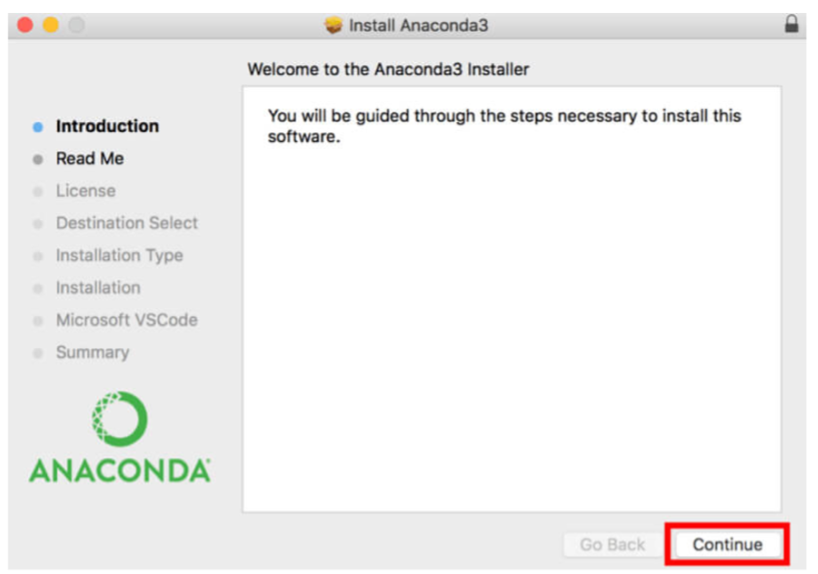 Install Anaconda3
Welcome to the Anaconda3 Installer
Introduction
Read Me
License
Destination Select
Installation Type
Installation
Microsoft VSCode
Summary
ANACONDA
You will be guided through the steps necessary to install this
software.
Go Back
Continue